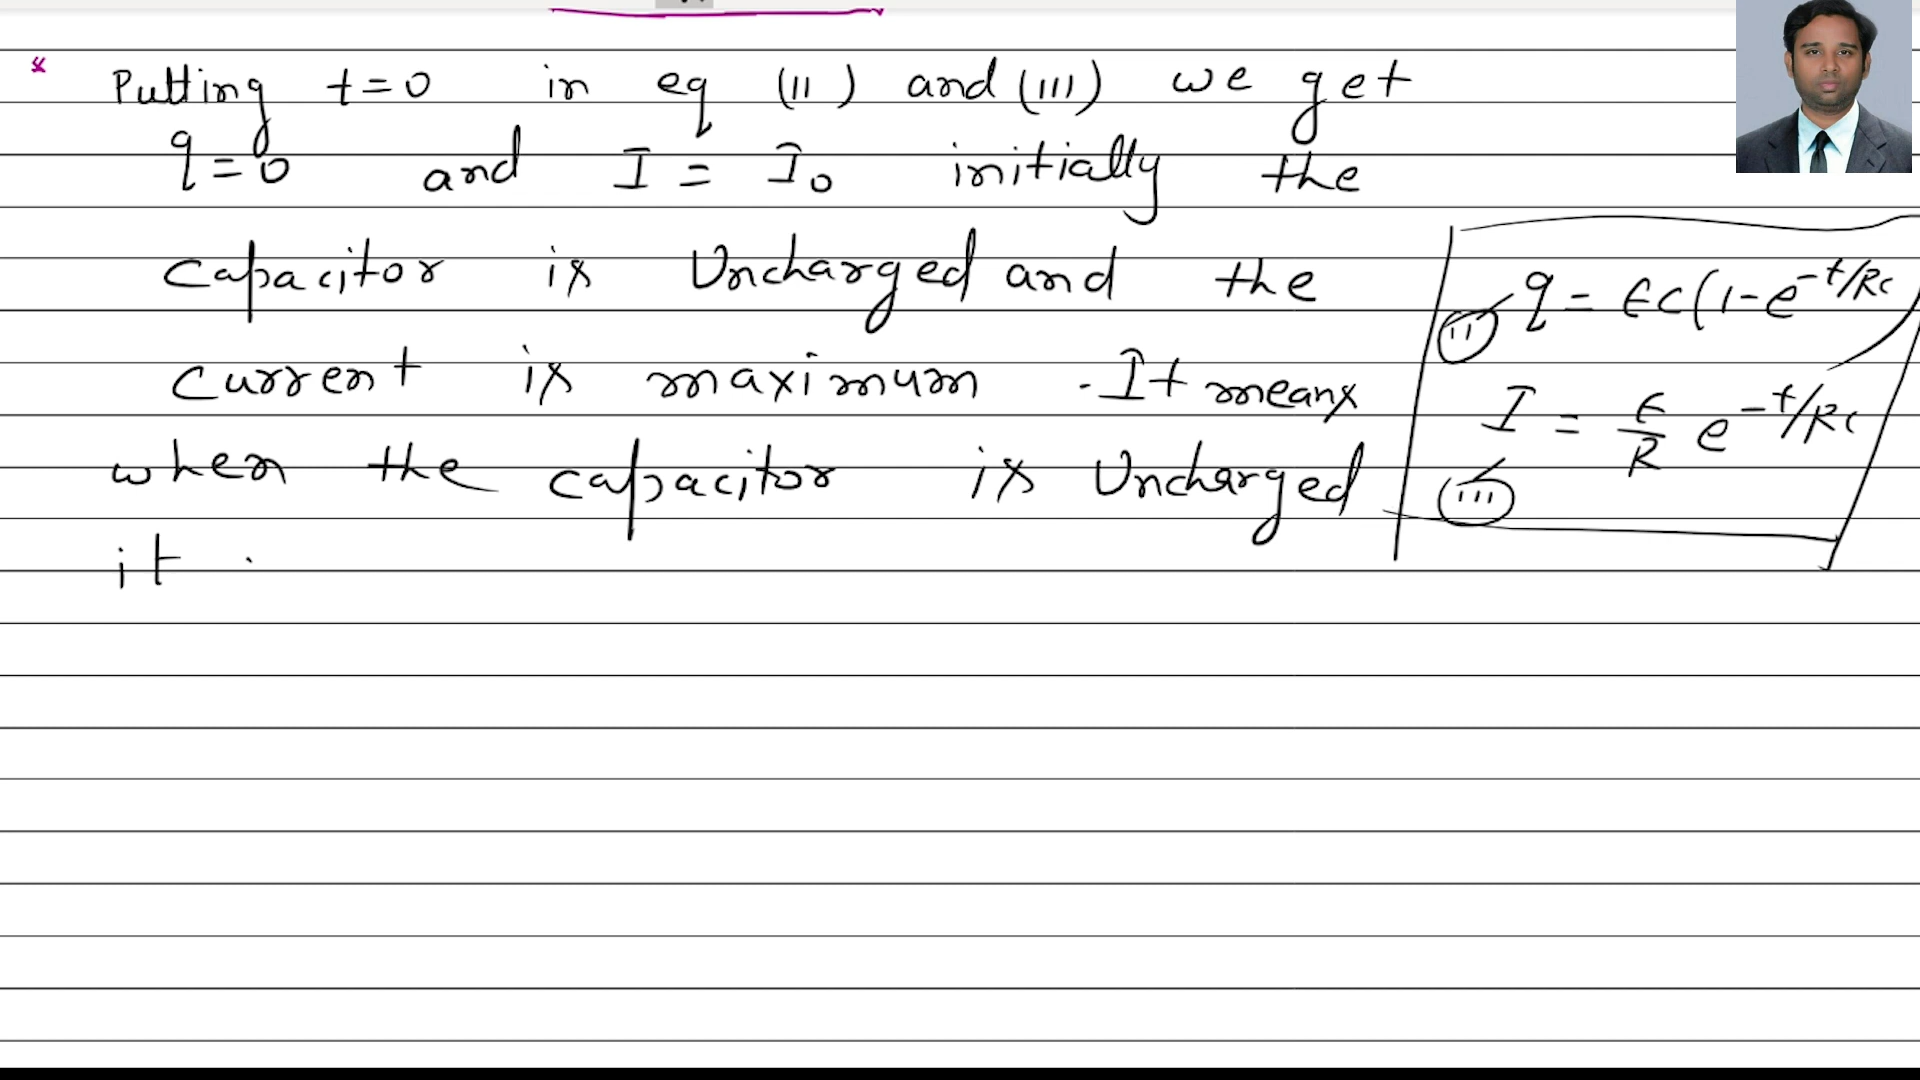 * Putting t=0 in eq (II) and (III) we get
q=0 and I = I₀ initially the
Capacitor is Uncharged and the
Current is maximum . It means
when the capacitor is Uncharged
it .
(II) q = EC(1-e^-t/RC
I = E/R e^-t/RC
(III)